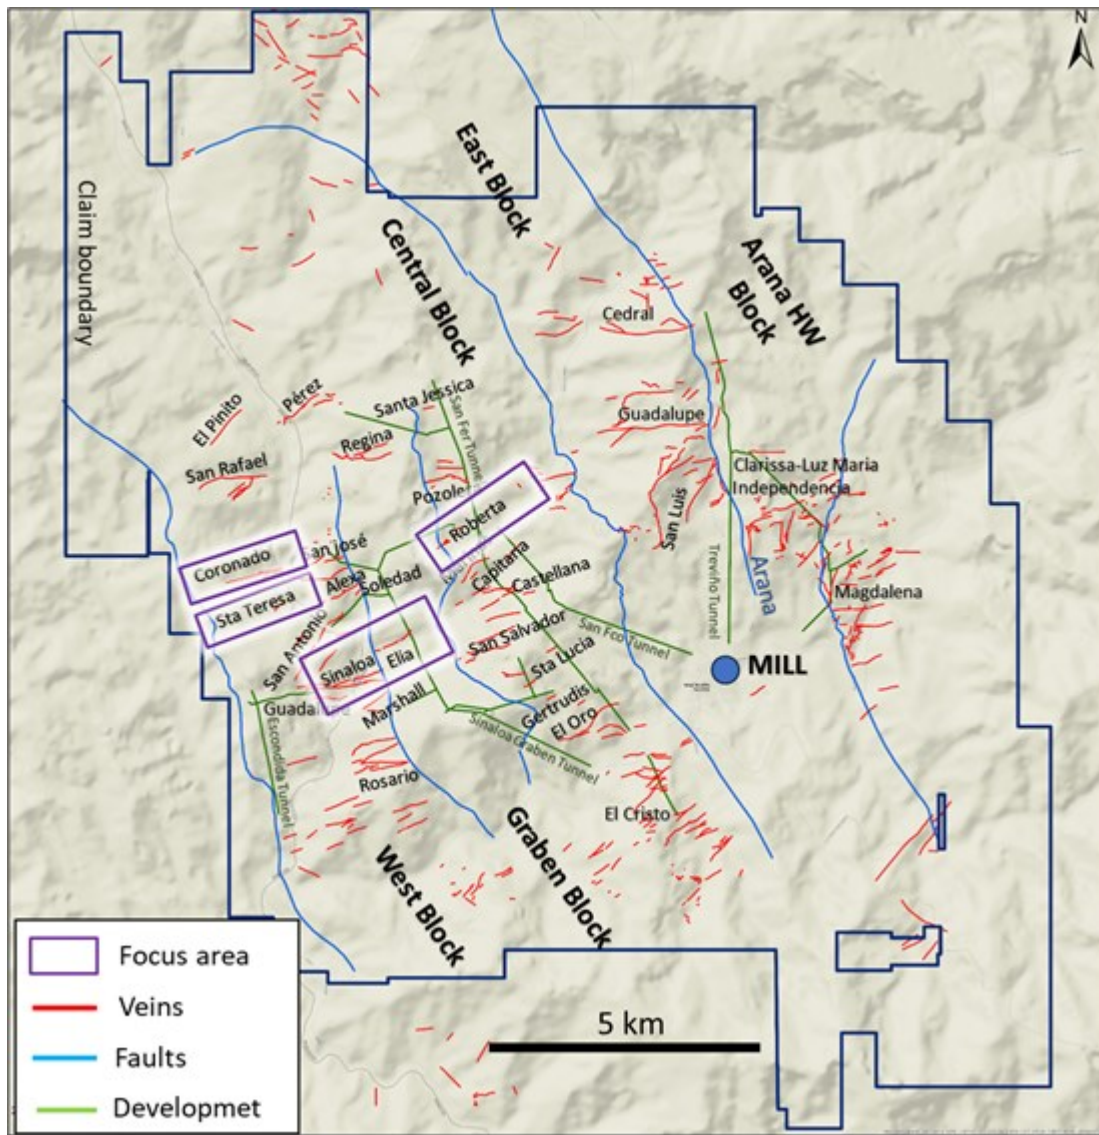 N
East Block
Claim boundary
Central Block
Arana HW
Block
Cedral
Pérez
Santa Jessica
El Pinito
San Fer Tunnel
Guadalupe
Regina
San Rafael
Clarissa-Luz Maria
Pozole
Independencia
Roberta
San Luis
San José
Coronado
Capitana
Alexa
Soledad
Castellana
Treviño Tunnel
Arana
Magdalena
Sta Teresa
San Antonio
San Salvador
San Fco Tunnel
Sinaloa
Elia
Sta Lucia
MILL
Marshall
Gertrudis
El Oro
Escondida Tunnel
Sinaloa Graben Tunnel
Rosario
El Cristo
Graben Block
West Block
Focus area
Veins
Faults
Developmet
5 km